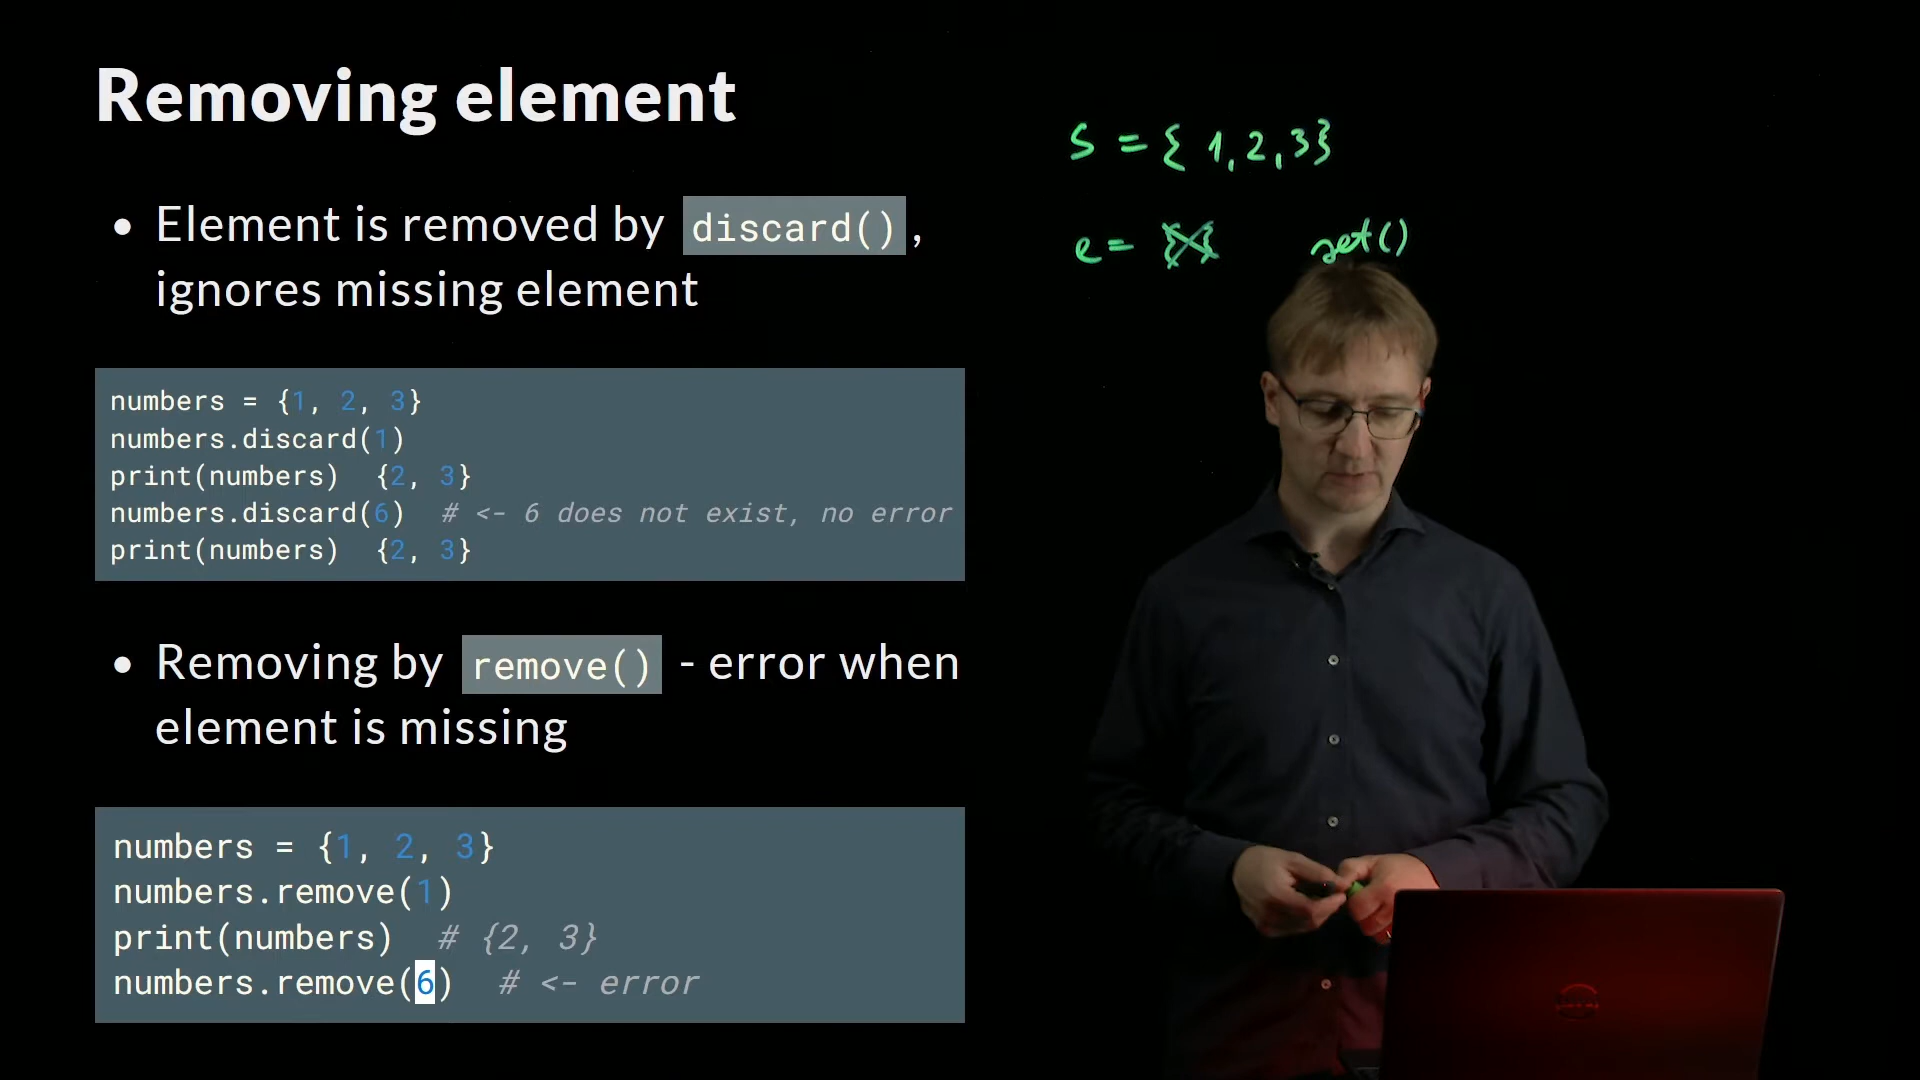 Removing element
• Element is removed by discard(),
ignores missing element
numbers = {1, 2, 3}
numbers.discard(1)
print(numbers)  {2, 3}
numbers.discard(6)  # <- 6 does not exist, no error
print(numbers)  {2, 3}
• Removing by remove() - error when
element is missing
numbers = {1, 2, 3}
numbers.remove(1)
print(numbers)  # {2, 3}
numbers.remove(6)  # <- error
S = { 1, 2, 3}
e = {} set()